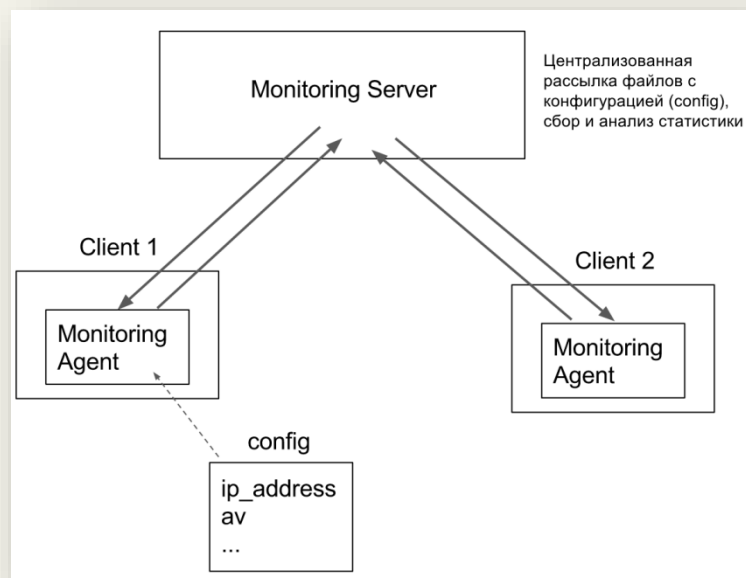 Monitoring Server
Централизованная
рассылка файлов с
конфигурацией (config),
сбор и анализ статистики
Client 1
Monitoring
Agent
Client 2
Monitoring
Agent
config
ip_address
av
...